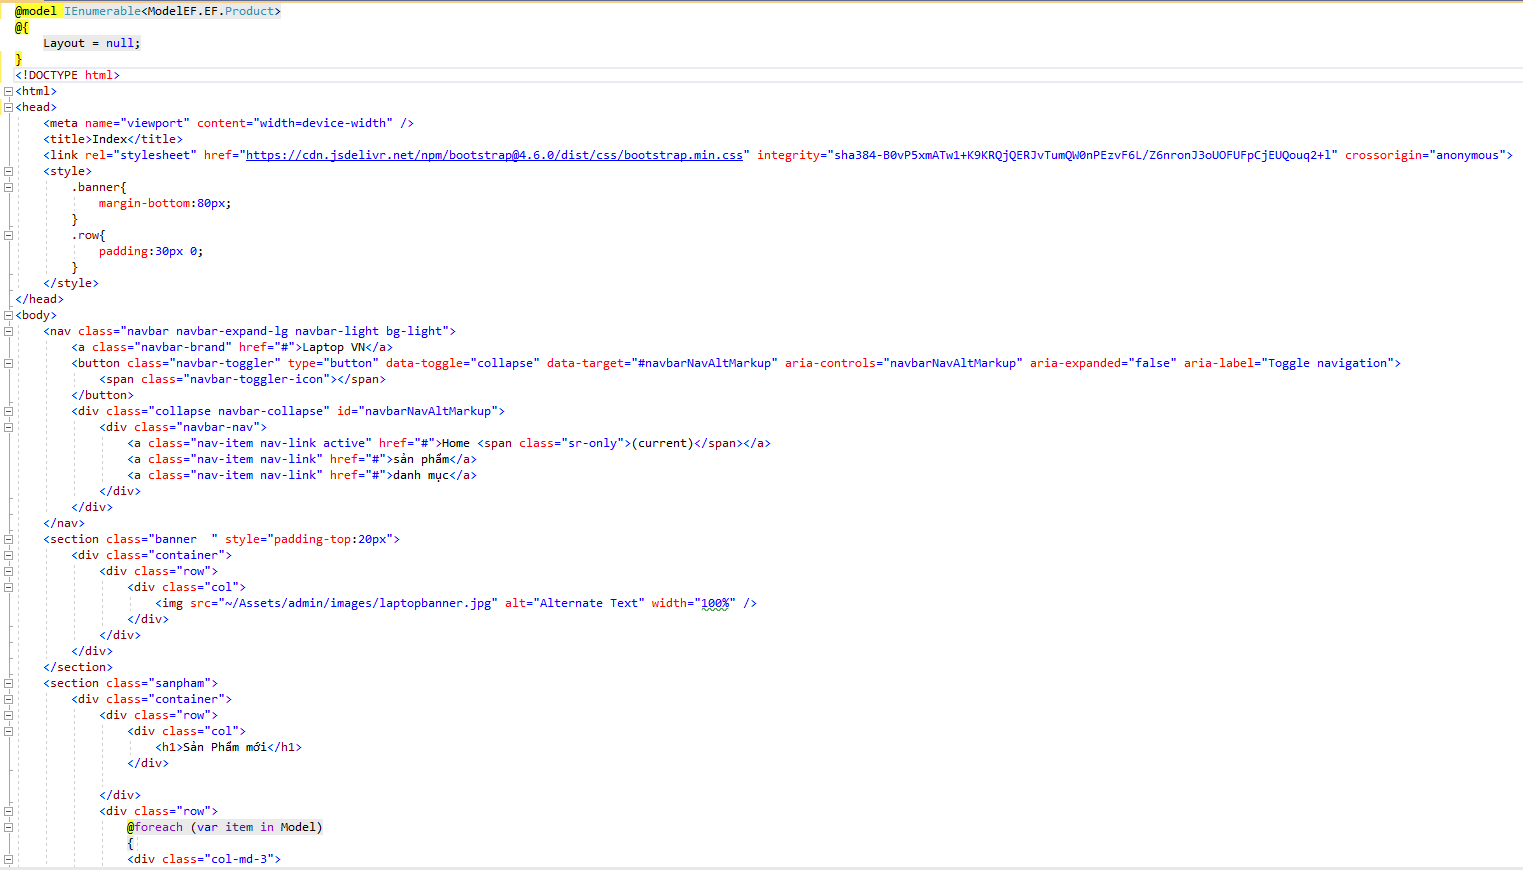 @model IEnumerable<ModelEF.EF.Product>
@{
    Layout = null;
}
<!DOCTYPE html>
<html>
<head>
    <meta name="viewport" content="width=device-width" />
    <title>Index</title>
    <link rel="stylesheet" href="https://cdn.jsdelivr.net/npm/bootstrap@4.6.0/dist/css/bootstrap.min.css" integrity="sha384-B0vP5xmATw1+K9KRQjQERJvTumQW0nPEzvF6L/Z6nronJ3oUOFUFpCjEUQouq2+l" crossorigin="anonymous">
    <style>
        .banner{
            margin-bottom:80px;
        }
        .row{
            padding:30px 0;
        }
    </style>
</head>
<body>
    <nav class="navbar navbar-expand-lg navbar-light bg-light">
        <a class="navbar-brand" href="#">Laptop VN</a>
        <button class="navbar-toggler" type="button" data-toggle="collapse" data-target="#navbarNavAltMarkup" aria-controls="navbarNavAltMarkup" aria-expanded="false" aria-label="Toggle navigation">
            <span class="navbar-toggler-icon"></span>
        </button>
        <div class="collapse navbar-collapse" id="navbarNavAltMarkup">
            <div class="navbar-nav">
                <a class="nav-item nav-link active" href="#">Home <span class="sr-only">(current)</span></a>
                <a class="nav-item nav-link" href="#">sản phẩm</a>
                <a class="nav-item nav-link" href="#">danh mục</a>
            </div>
        </div>
    </nav>
    <section class="banner  " style="padding-top:20px">
        <div class="container">
            <div class="row">
                <div class="col">
                    <img src="~/Assets/admin/images/laptopbanner.jpg" alt="Alternate Text" width="100%" />
                </div>
            </div>
        </div>
    </section>
    <section class="sanpham">
        <div class="container">
            <div class="row">
                <div class="col">
                    <h1>Sản Phẩm mới</h1>
                </div>

            </div>
            <div class="row">
                @foreach (var item in Model)
                {
                <div class="col-md-3">